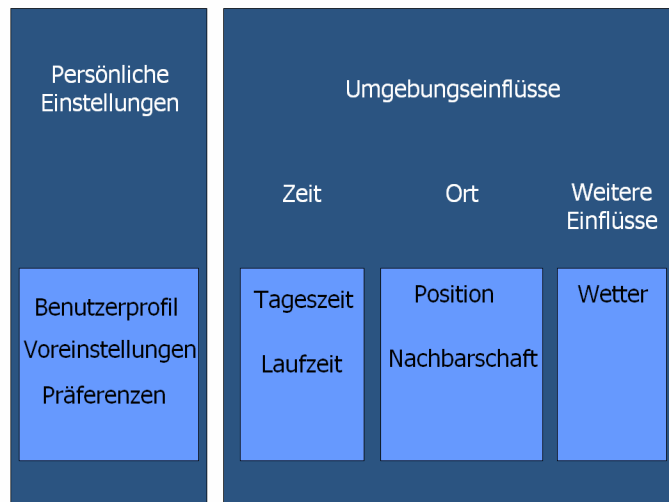 Persönliche
Einstellungen
Benutzerprofil
Voreinstellungen
Präferenzen
Umgebungseinflüsse
Zeit
Tageszeit
Laufzeit
Ort
Position
Nachbarschaft
Weitere
Einflüsse
Wetter